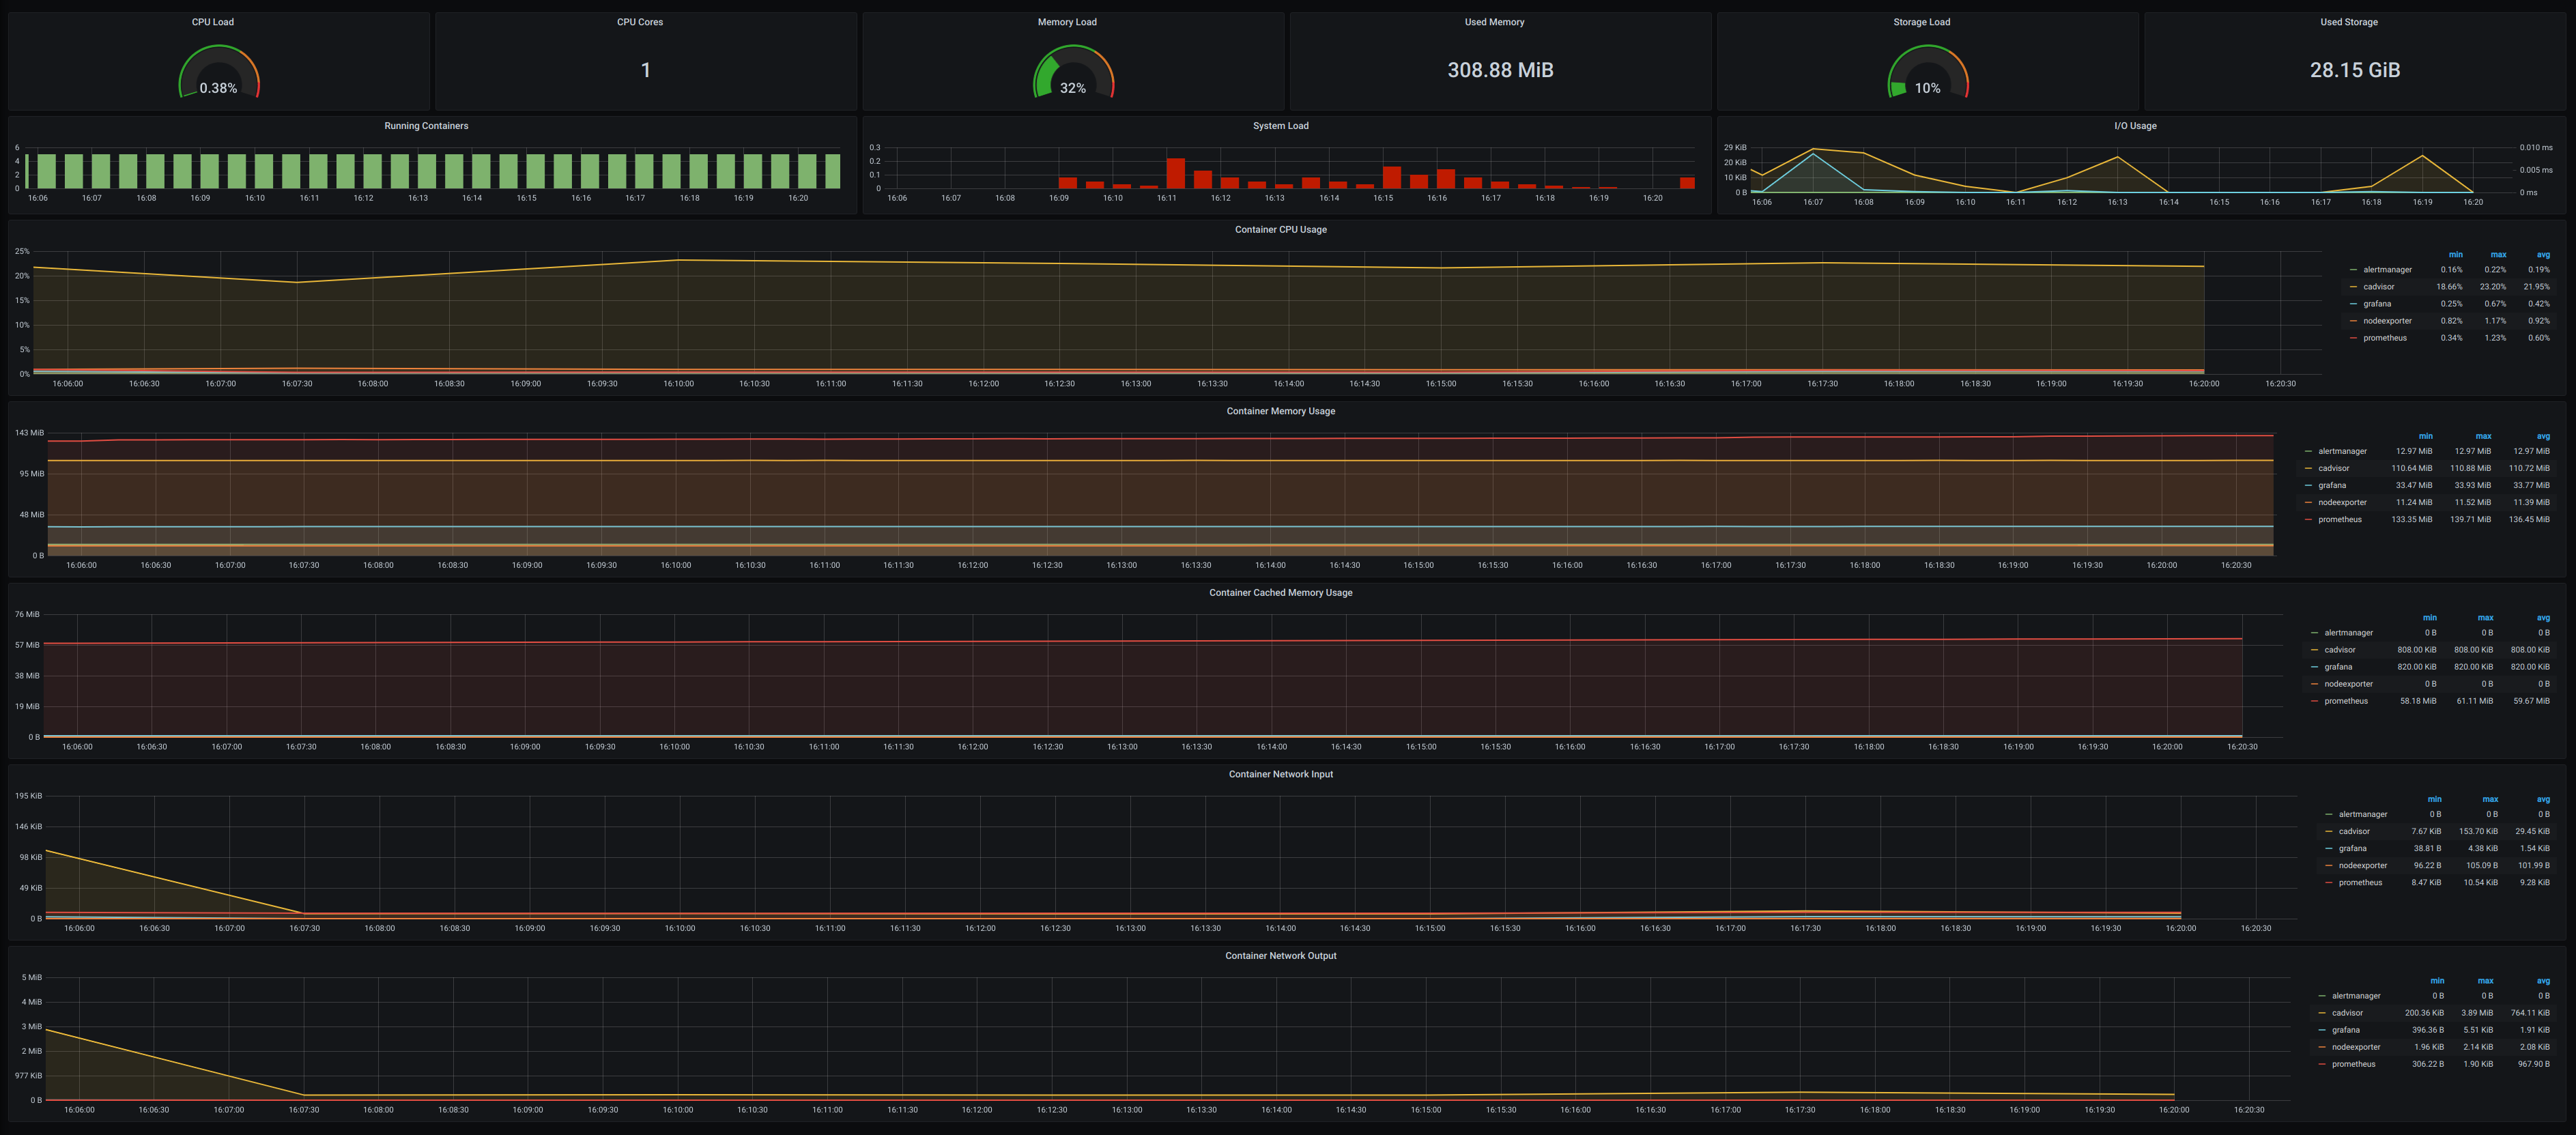 CPU Load
CPU Cores
Memory Load
Used Memory
Storage Load
Used Storage
0.38%
1
32%
308.88 MiB
10%
28.15 GiB
Running Containers
6
4
2
0
16:06 16:07 16:08 16:09 16:10 16:11 16:12 16:13 16:14 16:15 16:16 16:17 16:18 16:19 16:20
System Load
0.3
0.2
0.1
0
16:06 16:07 16:08 16:09 16:10 16:11 16:12 16:13 16:14 16:15 16:16 16:17 16:18 16:19 16:20
I/O Usage
29 KiB 0.010 ms
20 KiB 0.005 ms
10 KiB
0 B 0 ms
16:06 16:07 16:08 16:09 16:10 16:11 16:12 16:13 16:14 16:15 16:16 16:17 16:18 16:19 16:20
Container CPU Usage
25%
20%
15%
10%
5%
0%
16:06:00 16:06:30 16:07:00 16:07:30 16:08:00 16:08:30 16:09:00 16:09:30 16:10:00 16:10:30 16:11:00 16:11:30 16:12:00 16:12:30 16:13:00 16:13:30 16:14:00 16:14:30 16:15:00 16:15:30 16:16:00 16:16:30 16:17:00 16:17:30 16:18:00 16:18:30 16:19:00 16:19:30 16:20:00 16:20:30
min max avg
alertmanager 0.16% 0.22% 0.19%
cadvisor 18.66% 23.20% 21.95%
grafana 0.25% 0.67% 0.42%
nodeexporter 0.82% 1.17% 0.92%
prometheus 0.34% 1.23% 0.60%
Container Memory Usage
143 MiB
95 MiB
48 MiB
0 B
16:06:00 16:06:30 16:07:00 16:07:30 16:08:00 16:08:30 16:09:00 16:09:30 16:10:00 16:10:30 16:11:00 16:11:30 16:12:00 16:12:30 16:13:00 16:13:30 16:14:00 16:14:30 16:15:00 16:15:30 16:16:00 16:16:30 16:17:00 16:17:30 16:18:00 16:18:30 16:19:00 16:19:30 16:20:00 16:20:30
min max avg
alertmanager 12.97 MiB 12.97 MiB 12.97 MiB
cadvisor 110.64 MiB 110.88 MiB 110.72 MiB
grafana 33.47 MiB 33.93 MiB 33.77 MiB
nodeexporter 11.24 MiB 11.52 MiB 11.39 MiB
prometheus 133.35 MiB 139.71 MiB 136.45 MiB
Container Cached Memory Usage
76 MiB
57 MiB
38 MiB
19 MiB
0 B
16:06:00 16:06:30 16:07:00 16:07:30 16:08:00 16:08:30 16:09:00 16:09:30 16:10:00 16:10:30 16:11:00 16:11:30 16:12:00 16:12:30 16:13:00 16:13:30 16:14:00 16:14:30 16:15:00 16:15:30 16:16:00 16:16:30 16:17:00 16:17:30 16:18:00 16:18:30 16:19:00 16:19:30 16:20:00 16:20:30
min max avg
alertmanager 0 B 0 B 0 B
cadvisor 808.00 KiB 808.00 KiB 808.00 KiB
grafana 820.00 KiB 820.00 KiB 820.00 KiB
nodeexporter 0 B 0 B 0 B
prometheus 58.18 MiB 61.11 MiB 59.67 MiB
Container Network Input
195 KiB
146 KiB
98 KiB
49 KiB
0 B
16:06:00 16:06:30 16:07:00 16:07:30 16:08:00 16:08:30 16:09:00 16:09:30 16:10:00 16:10:30 16:11:00 16:11:30 16:12:00 16:12:30 16:13:00 16:13:30 16:14:00 16:14:30 16:15:00 16:15:30 16:16:00 16:16:30 16:17:00 16:17:30 16:18:00 16:18:30 16:19:00 16:19:30 16:20:00 16:20:30
min max avg
alertmanager 0 B 0 B 0 B
cadvisor 7.67 KiB 153.70 KiB 29.45 KiB
grafana 38.81 B 4.38 KiB 1.54 KiB
nodeexporter 96.22 B 105.09 B 101.99 B
prometheus 8.47 KiB 10.54 KiB 9.28 KiB
Container Network Output
5 MiB
4 MiB
3 MiB
2 MiB
977 KiB
0 B
16:06:00 16:06:30 16:07:00 16:07:30 16:08:00 16:08:30 16:09:00 16:09:30 16:10:00 16:10:30 16:11:00 16:11:30 16:12:00 16:12:30 16:13:00 16:13:30 16:14:00 16:14:30 16:15:00 16:15:30 16:16:00 16:16:30 16:17:00 16:17:30 16:18:00 16:18:30 16:19:00 16:19:30 16:20:00 16:20:30
min max avg
alertmanager 0 B 0 B 0 B
cadvisor 200.36 KiB 3.89 MiB 764.11 KiB
grafana 396.36 B 5.51 KiB 1.91 KiB
nodeexporter 1.96 KiB 2.14 KiB 2.08 KiB
prometheus 306.22 B 1.90 KiB 967.90 B